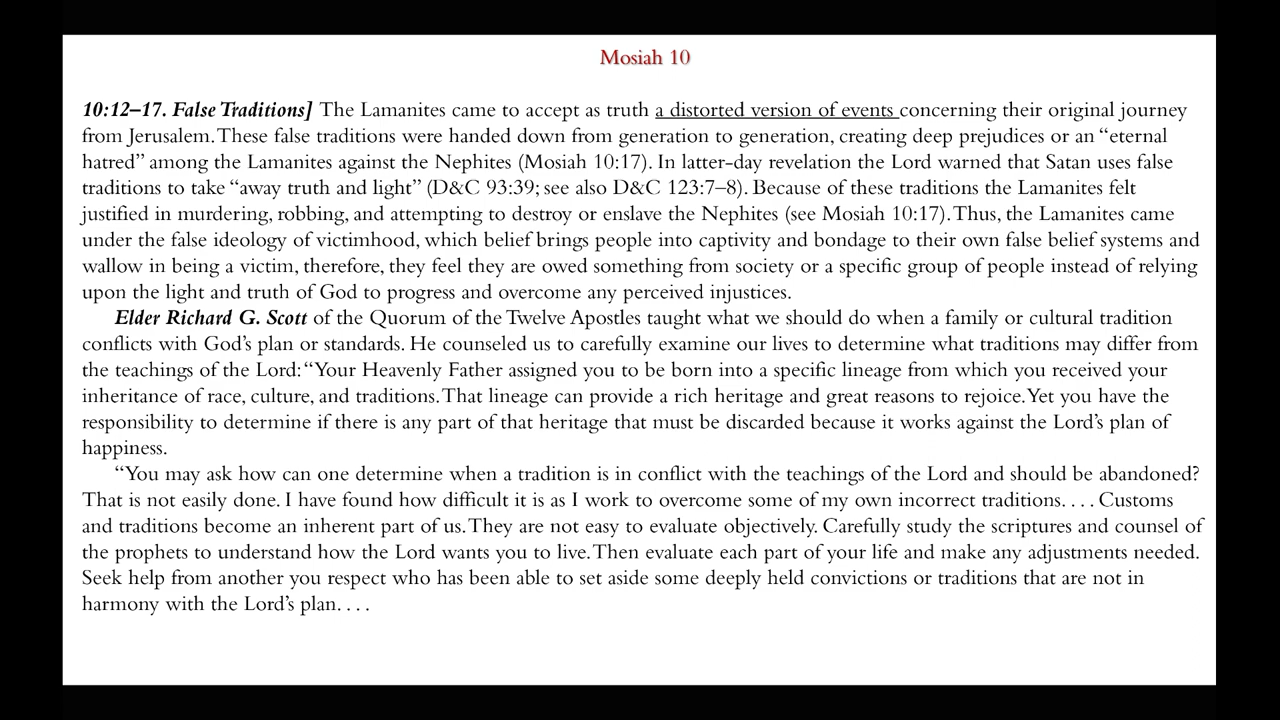 Mosiah 10
10:12–17. False Traditions] The Lamanites came to accept as truth a distorted version of events concerning their original journey
from Jerusalem. These false traditions were handed down from generation to generation, creating deep prejudices or an “eternal
hatred” among the Lamanites against the Nephites (Mosiah 10:17). In latter-day revelation the Lord warned that Satan uses false
traditions to take “away truth and light” (D&C 93:39; see also D&C 123:7–8). Because of these traditions the Lamanites felt
justified in murdering, robbing, and attempting to destroy or enslave the Nephites (see Mosiah 10:17). Thus, the Lamanites came
under the false ideology of victimhood, which belief brings people into captivity and bondage to their own false belief systems and
wallow in being a victim, therefore, they feel they are owed something from society or a specific group of people instead of relying
upon the light and truth of God to progress and overcome any perceived injustices.
Elder Richard G. Scott of the Quorum of the Twelve Apostles taught what we should do when a family or cultural tradition
conflicts with God’s plan or standards. He counseled us to carefully examine our lives to determine what traditions may differ from
the teachings of the Lord: “Your Heavenly Father assigned you to be born into a specific lineage from which you received your
inheritance of race, culture, and traditions. That lineage can provide a rich heritage and great reasons to rejoice. Yet you have the
responsibility to determine if there is any part of that heritage that must be discarded because it works against the Lord’s plan of
happiness.
“You may ask how can one determine when a tradition is in conflict with the teachings of the Lord and should be abandoned?
That is not easily done. I have found how difficult it is as I work to overcome some of my own incorrect traditions. . . . Customs
and traditions become an inherent part of us. They are not easy to evaluate objectively. Carefully study the scriptures and counsel of
the prophets to understand how the Lord wants you to live. Then evaluate each part of your life and make any adjustments needed.
Seek help from another you respect who has been able to set aside some deeply held convictions or traditions that are not in
harmony with the Lord’s plan. . . .